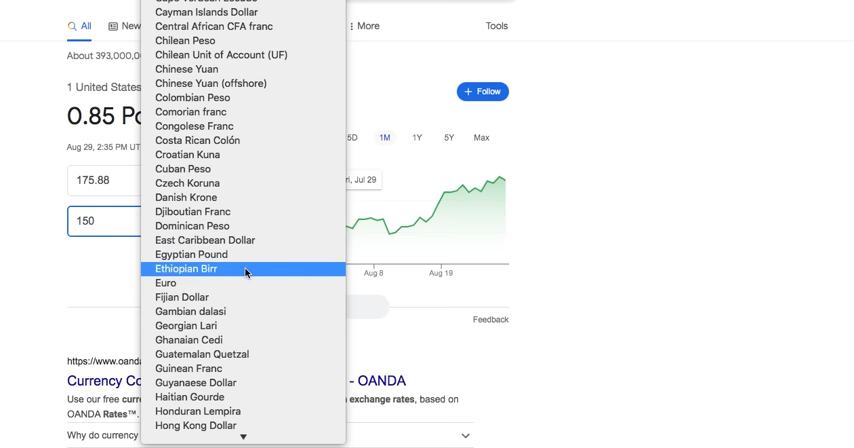 Cayman Islands Dollar
All
New
More
Tools
Central African CFA franc
Chilean Peso
About 393,000,0
Chilean Unit of Account (UF)
Chinese Yuan
1 United States
Chinese Yuan (offshore)
+ Follow
Colombian Peso
0.85 Po
Comorian franc
Congolese Franc
5D 1M 1Y 5Y Max
Costa Rican Colón
Aug 29, 2:35 PM UT
Croatian Kuna
Cuban Peso
175.88
Czech Koruna
ri, Jul 29
Danish Krone
Djiboutian Franc
150
Dominican Peso
East Caribbean Dollar
Egyptian Pound
Ethiopian Birr
Aug 8 Aug 19
Euro
Fijian Dollar
Gambian dalasi
Feedback
Georgian Lari
Ghanaian Cedi
Guatemalan Quetzal
https://www.oanda
Guinean Franc
Currency Co
- OANDA
Guyanaese Dollar
Haitian Gourde
Use our free curr
exchange rates, based on
Honduran Lempira
OANDA Rates™.
Hong Kong Dollar
Why do currency